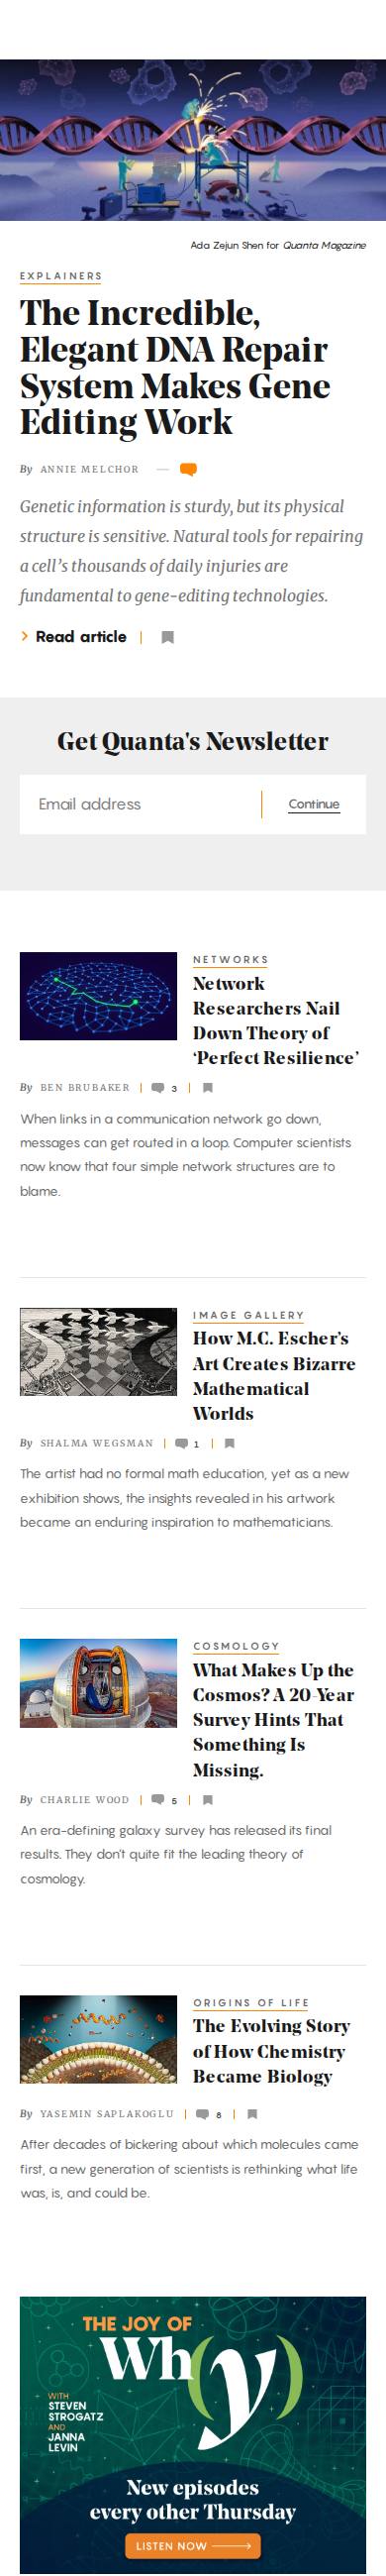 Ada Zejun Shen for Quanta Magazine
EXPLAINERS
The Incredible,
Elegant DNA Repair
System Makes Gene
Editing Work
By ANNIE MELCHOR
Genetic information is sturdy, but its physical
structure is sensitive. Natural tools for repairing
a cell’s thousands of daily injuries are
fundamental to gene-editing technologies.
Read article
Get Quanta's Newsletter
Email address
Continue
NETWORKS
Network
Researchers Nail
Down Theory of
‘Perfect Resilience’
By BEN BRUBAKER 3
When links in a communication network go down,
messages can get routed in a loop. Computer scientists
now know that four simple network structures are to
blame.
IMAGE GALLERY
How M.C. Escher’s
Art Creates Bizarre
Mathematical
Worlds
By SHALMA WEGSMAN 1
The artist had no formal math education, yet as a new
exhibition shows, the insights revealed in his artwork
became an enduring inspiration to mathematicians.
COSMOLOGY
What Makes Up the
Cosmos? A 20-Year
Survey Hints That
Something Is
Missing.
By CHARLIE WOOD 5
An era-defining galaxy survey has released its final
results. They don’t quite fit the leading theory of
cosmology.
ORIGINS OF LIFE
The Evolving Story
of How Chemistry
Became Biology
By YASEMIN SAPLAKOGLU 8
After decades of bickering about which molecules came
first, a new generation of scientists is rethinking what life
was, is, and could be.
THE JOY OF
Wh(y)
WITH
STEVEN
STROGATZ
AND
JANNA
LEVIN
New episodes
every other Thursday
LISTEN NOW